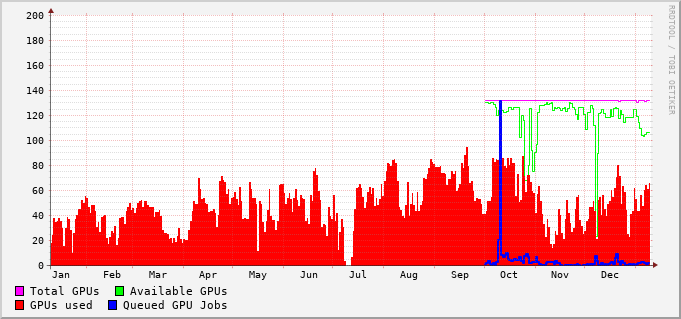 200
180
160
140
120
100
80
60
40
20
0
Jan Feb Mar Apr May Jun Jul Aug Sep Oct Nov Dec
Total GPUs Available GPUs
GPUs used Queued GPU Jobs
RRDTOOL / TOBI OETIKER